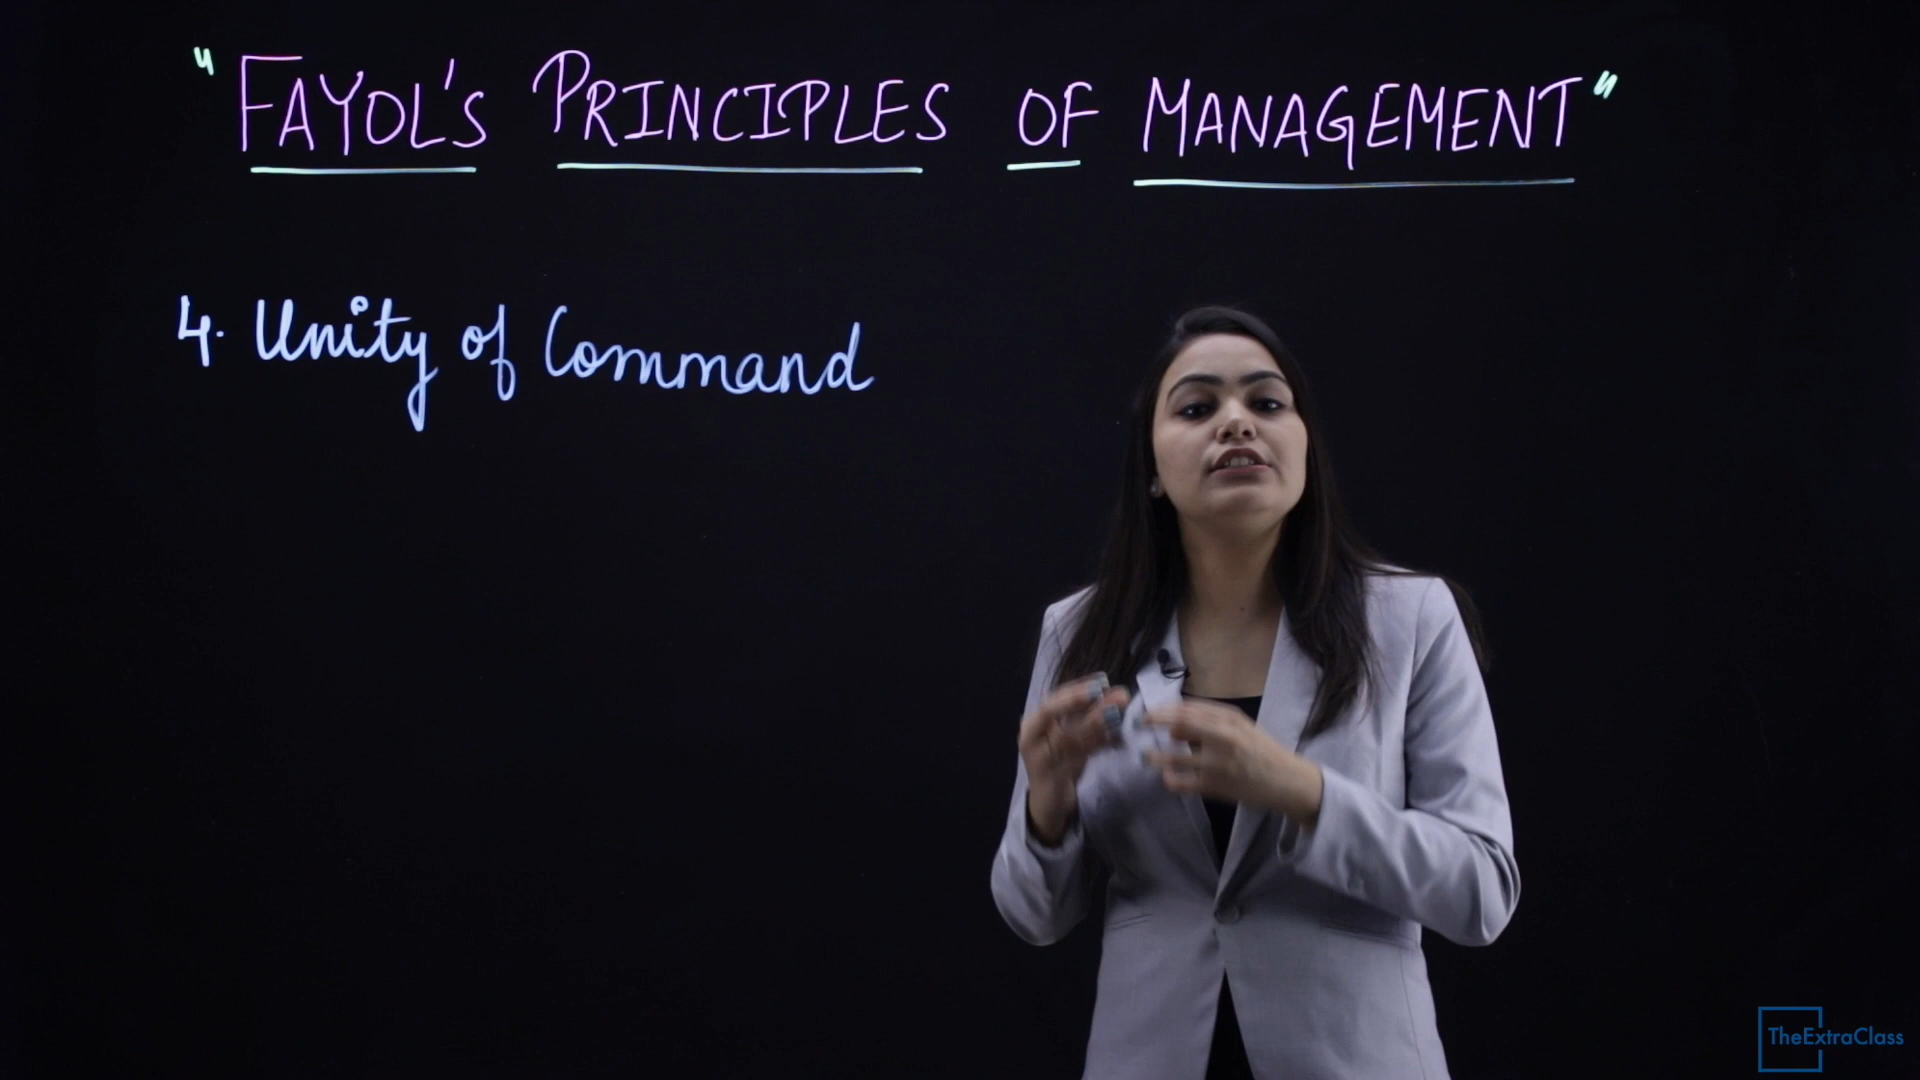 "FAYOL'S PRINCIPLES OF MANAGEMENT"
4. Unity of Command
TheExtraClass